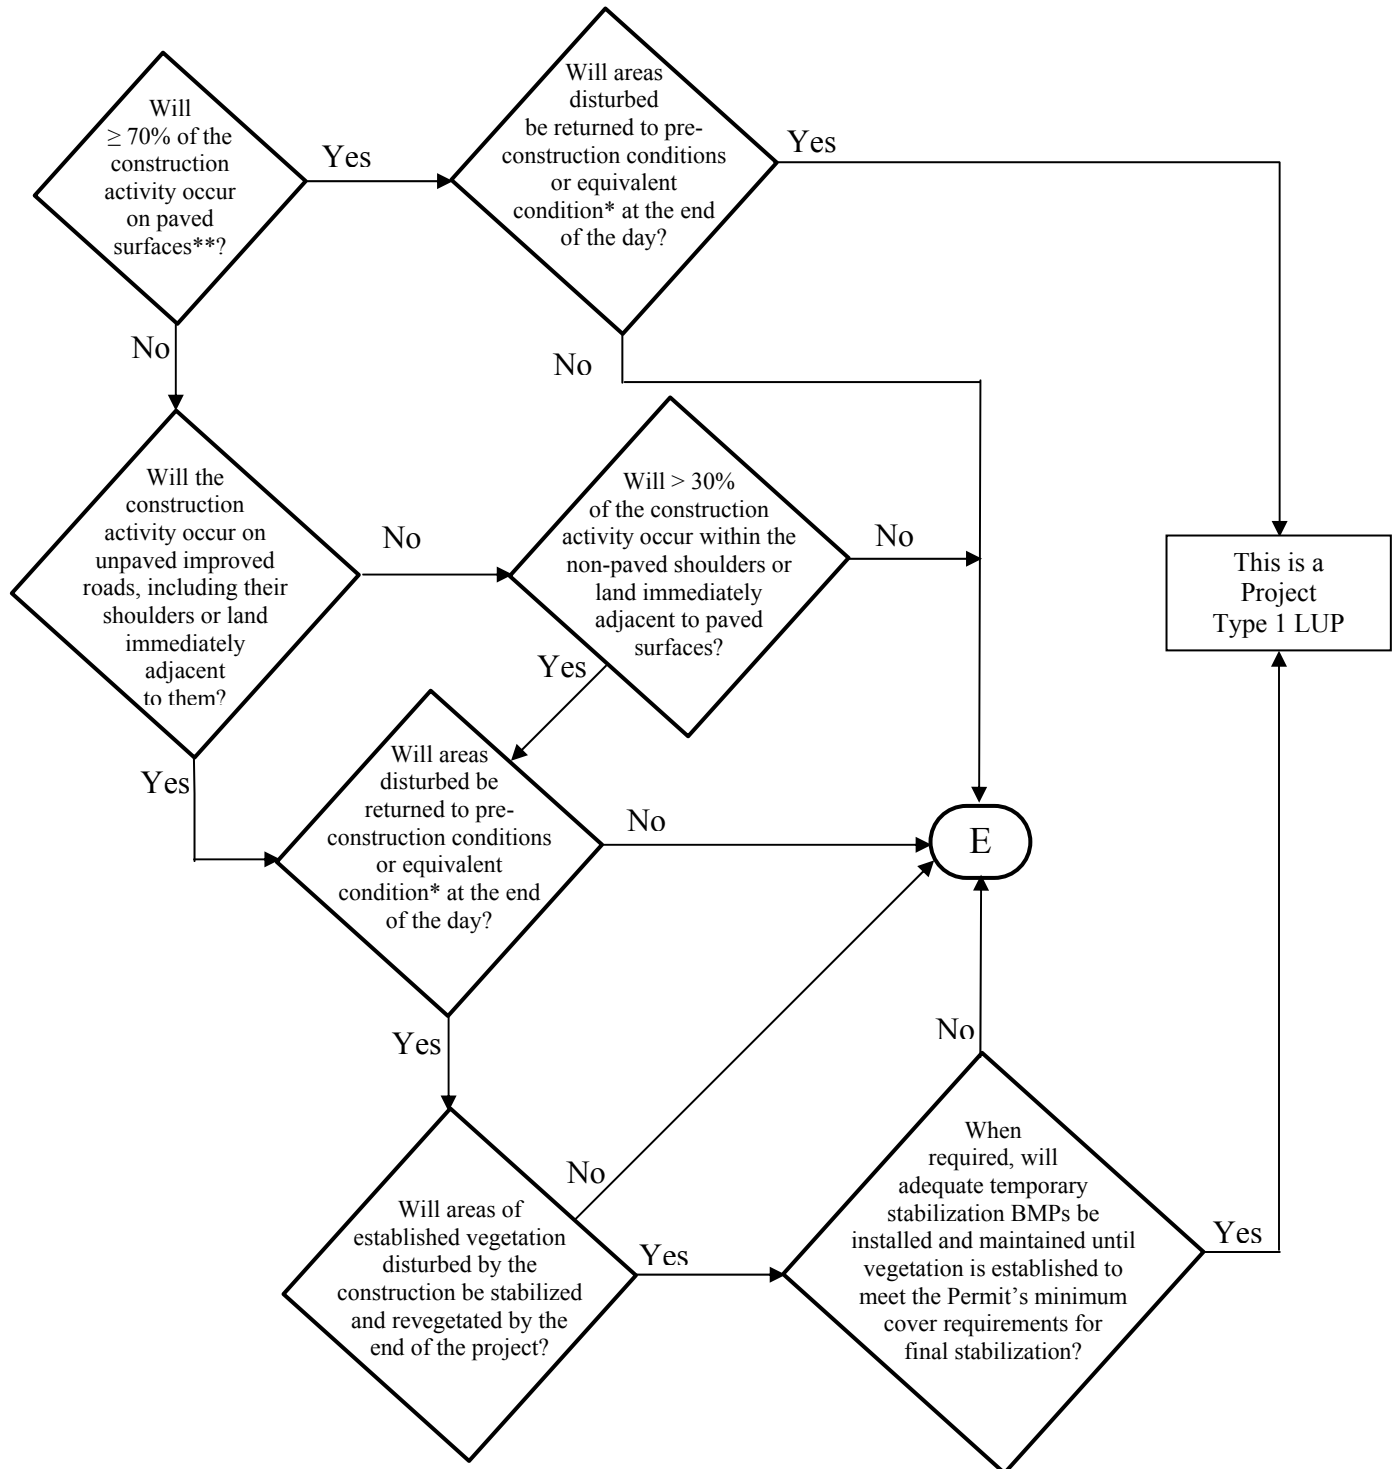 Will
≥ 70% of the
construction
activity occur
on paved
surfaces**?
Yes
Will areas
disturbed
be returned to pre-
construction conditions
or equivalent
condition* at the end
of the day?
Yes
No
No
Will the
construction
activity occur on
unpaved improved
roads, including their
shoulders or land
immediately
adjacent
to them?
No
Will > 30%
of the construction
activity occur within the
non-paved shoulders or
land immediately
adjacent to paved
surfaces?
No
This is a
Project
Type 1 LUP
Yes
Yes
Will areas
disturbed be
returned to pre-
construction conditions
or equivalent
condition* at the end
of the day?
No
E
Yes
No
No
Will areas of
established vegetation
disturbed by the
construction be stabilized
and revegetated by the
end of the project?
Yes
When
required, will
adequate temporary
stabilization BMPs be
installed and maintained until
vegetation is established to
meet the Permit's minimum
cover requirements for
final stabilization?
Yes